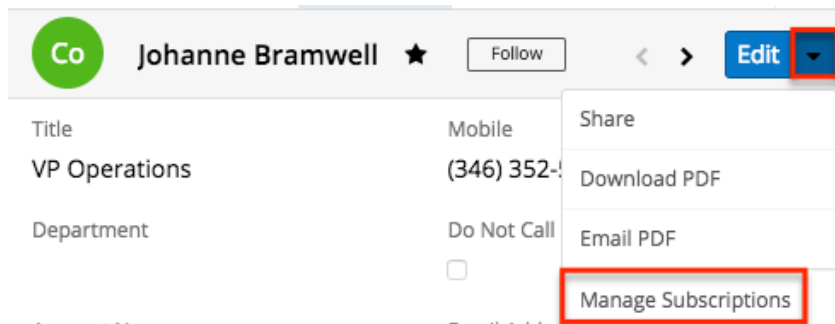 Co Johanne Bramwell Follow Edit
Title
VP Operations
Mobile
(346) 352-
Department
Do Not Call
Share
Download PDF
Email PDF
Manage Subscriptions